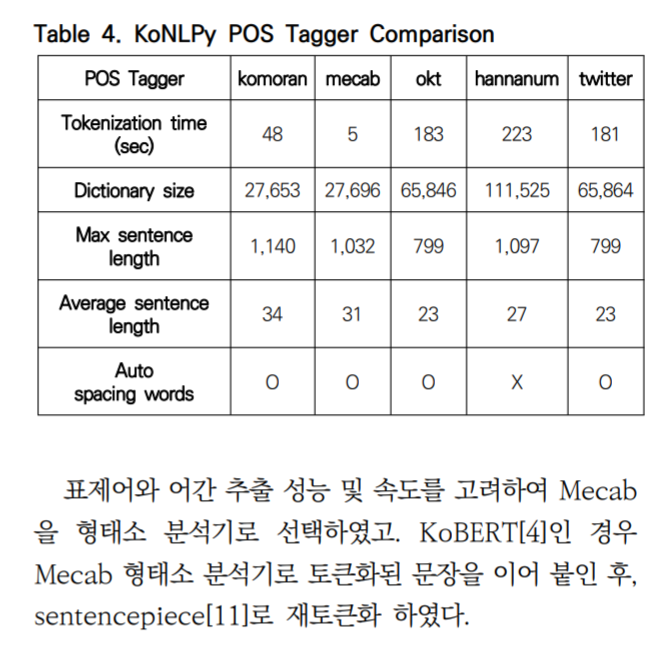 Table 4. KoNLPy POS Tagger Comparison
POS Tagger komoran mecab okt hannanum twitter
Tokenization time
(sec) 48 5 183 223 181
Dictionary size 27,653 27,696 65,846 111,525 65,864
Max sentence
length 1,140 1,032 799 1,097 799
Average sentence
length 34 31 23 27 23
Auto
spacing words O O O X O
표제어와 어간 추출 성능 및 속도를 고려하여 Mecab
을 형태소 분석기로 선택하였고. KoBERT[4]인 경우
Mecab 형태소 분석기로 토큰화된 문장을 이어 붙인 후,
sentencepiece[11]로 재토큰화 하였다.